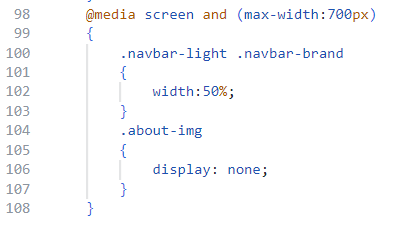 98 @media screen and (max-width:700px)
99 {
100 .navbar-light .navbar-brand
101 {
102 width:50%;
103 }
104 .about-img
105 {
106 display: none;
107 }
108 }